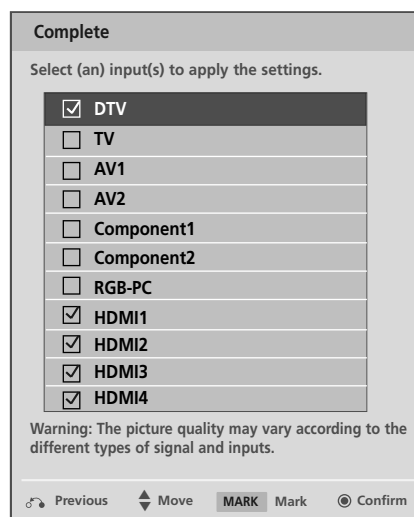 Complete
Select (an) input(s) to apply the settings.
DTV
TV
AV1
AV2
Component1
Component2
RGB-PC
HDMI1
HDMI2
HDMI3
HDMI4
Warning: The picture quality may vary according to the
different types of signal and inputs.
Previous Move MARK Mark Confirm